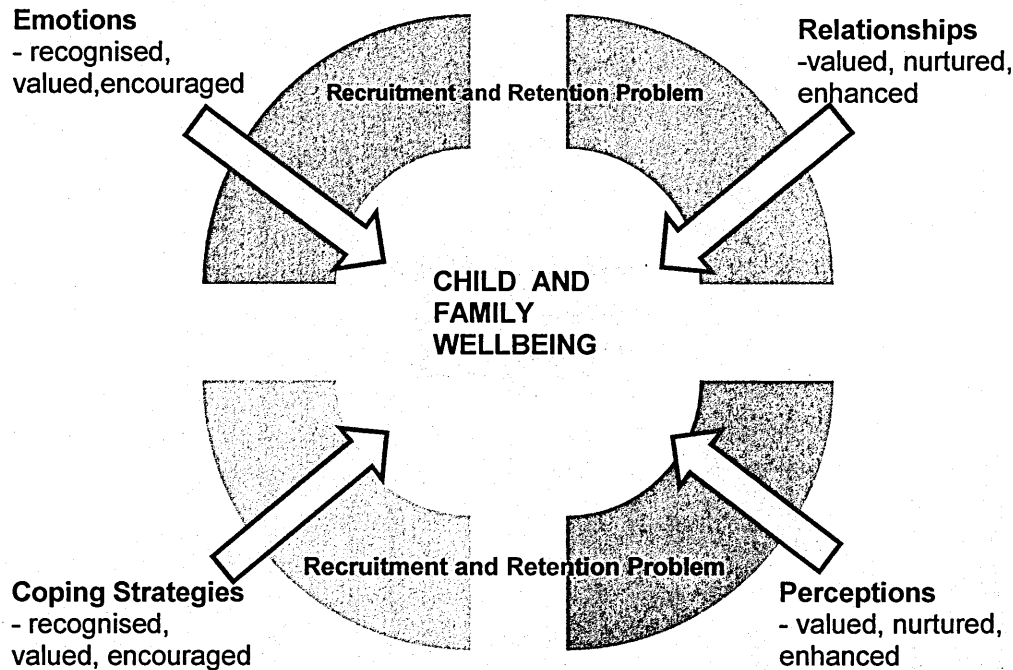 Emotions
- recognised,
valued,encouraged
Relationships
-valued, nurtured,
enhanced
Recruitment and Retention Problem
CHILD AND
FAMILY
WELLBEING
Recruitment and Retention Problem
Coping Strategies
- recognised,
valued, encouraged
Perceptions
- valued, nurtured,
enhanced